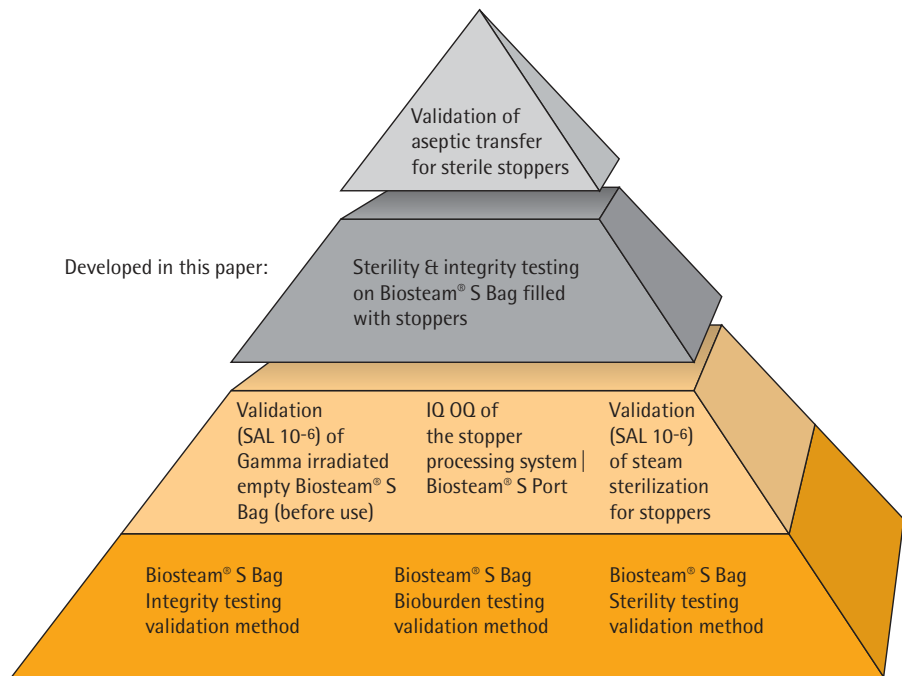 Validation of
aseptic transfer
for sterile stoppers
Developed in this paper:
Sterility & integrity testing
on Biosteam® S Bag filled
with stoppers
Validation
(SAL 10-6) of
Gamma irradiated
empty Biosteam® S
Bag (before use)
IQ OQ of
the stopper
processing system |
Biosteam® S Port
Validation
(SAL 10-6)
of steam
sterilization
for stoppers
Biosteam® S Bag
Integrity testing
validation method
Biosteam® S Bag
Bioburden testing
validation method
Biosteam® S Bag
Sterility testing
validation method